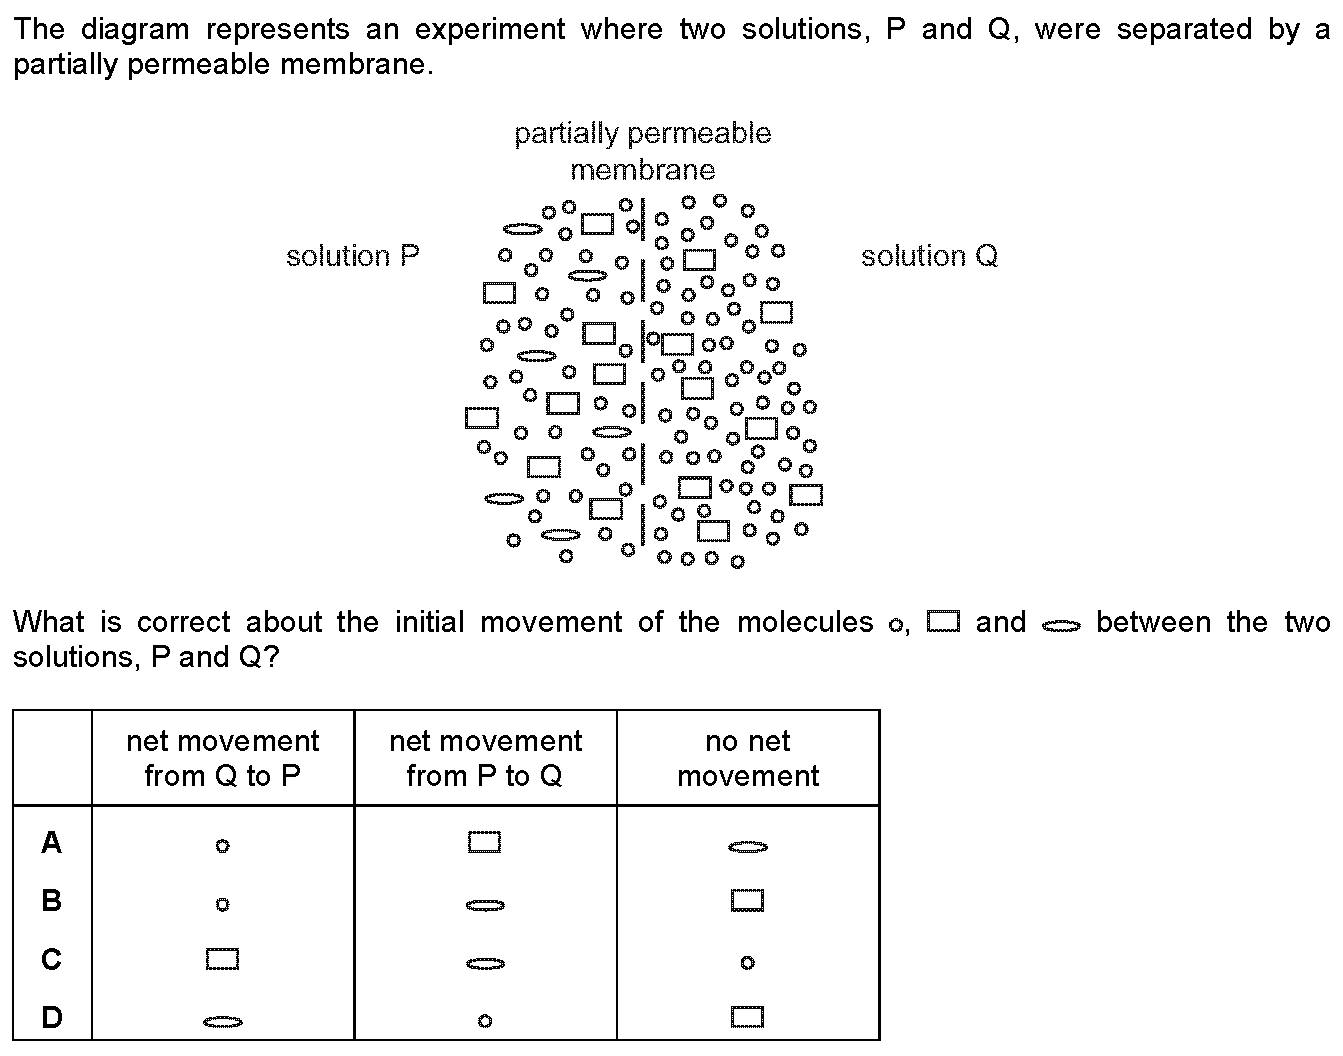 The diagram represents an experiment where two solutions, P and Q, were separated by a
partially permeable membrane.
partially permeable
membrane
solution P
solution Q
What is correct about the initial movement of the molecules , and between the two
solutions, P and Q?
net movement from Q to P
net movement from P to Q
no net movement
A
B
C
D